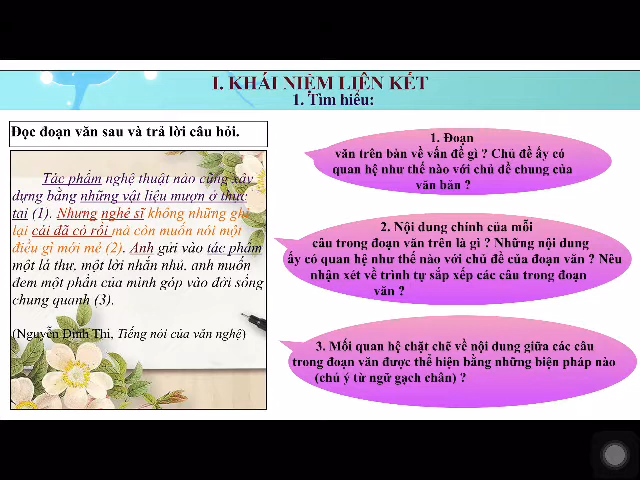 I. KHÁI NIỆM LIÊN KẾT
1. Tìm hiểu:
Đọc đoạn văn sau và trả lời câu hỏi.
Tác phẩm nghệ thuật nào cũng xây
dựng bằng những vật liệu mượn ở thực
tại (1). Nhưng nghệ sĩ không những ghi
lại cái đã có rồi mà còn muốn nói một
điều gì mới mẻ (2). Anh gửi vào tác phẩm
một lá thư, một lời nhắn nhủ, anh muốn
đem một phần của mình góp vào đời sống
chung quanh (3).
(Nguyễn Đình Thi, Tiếng nói của văn nghệ)
1. Đoạn
văn trên bàn về vấn đề gì ? Chủ đề ấy có
quan hệ như thế nào với chủ đề chung của
văn bản ?
2. Nội dung chính của mỗi
câu trong đoạn văn trên là gì ? Những nội dung
ấy có quan hệ như thế nào với chủ đề của đoạn văn ? Nêu
nhận xét về trình tự sắp xếp các câu trong đoạn
văn ?
3. Mối quan hệ chặt chẽ về nội dung giữa các câu
trong đoạn văn được thể hiện bằng những biện pháp nào
(chú ý từ ngữ gạch chân) ?